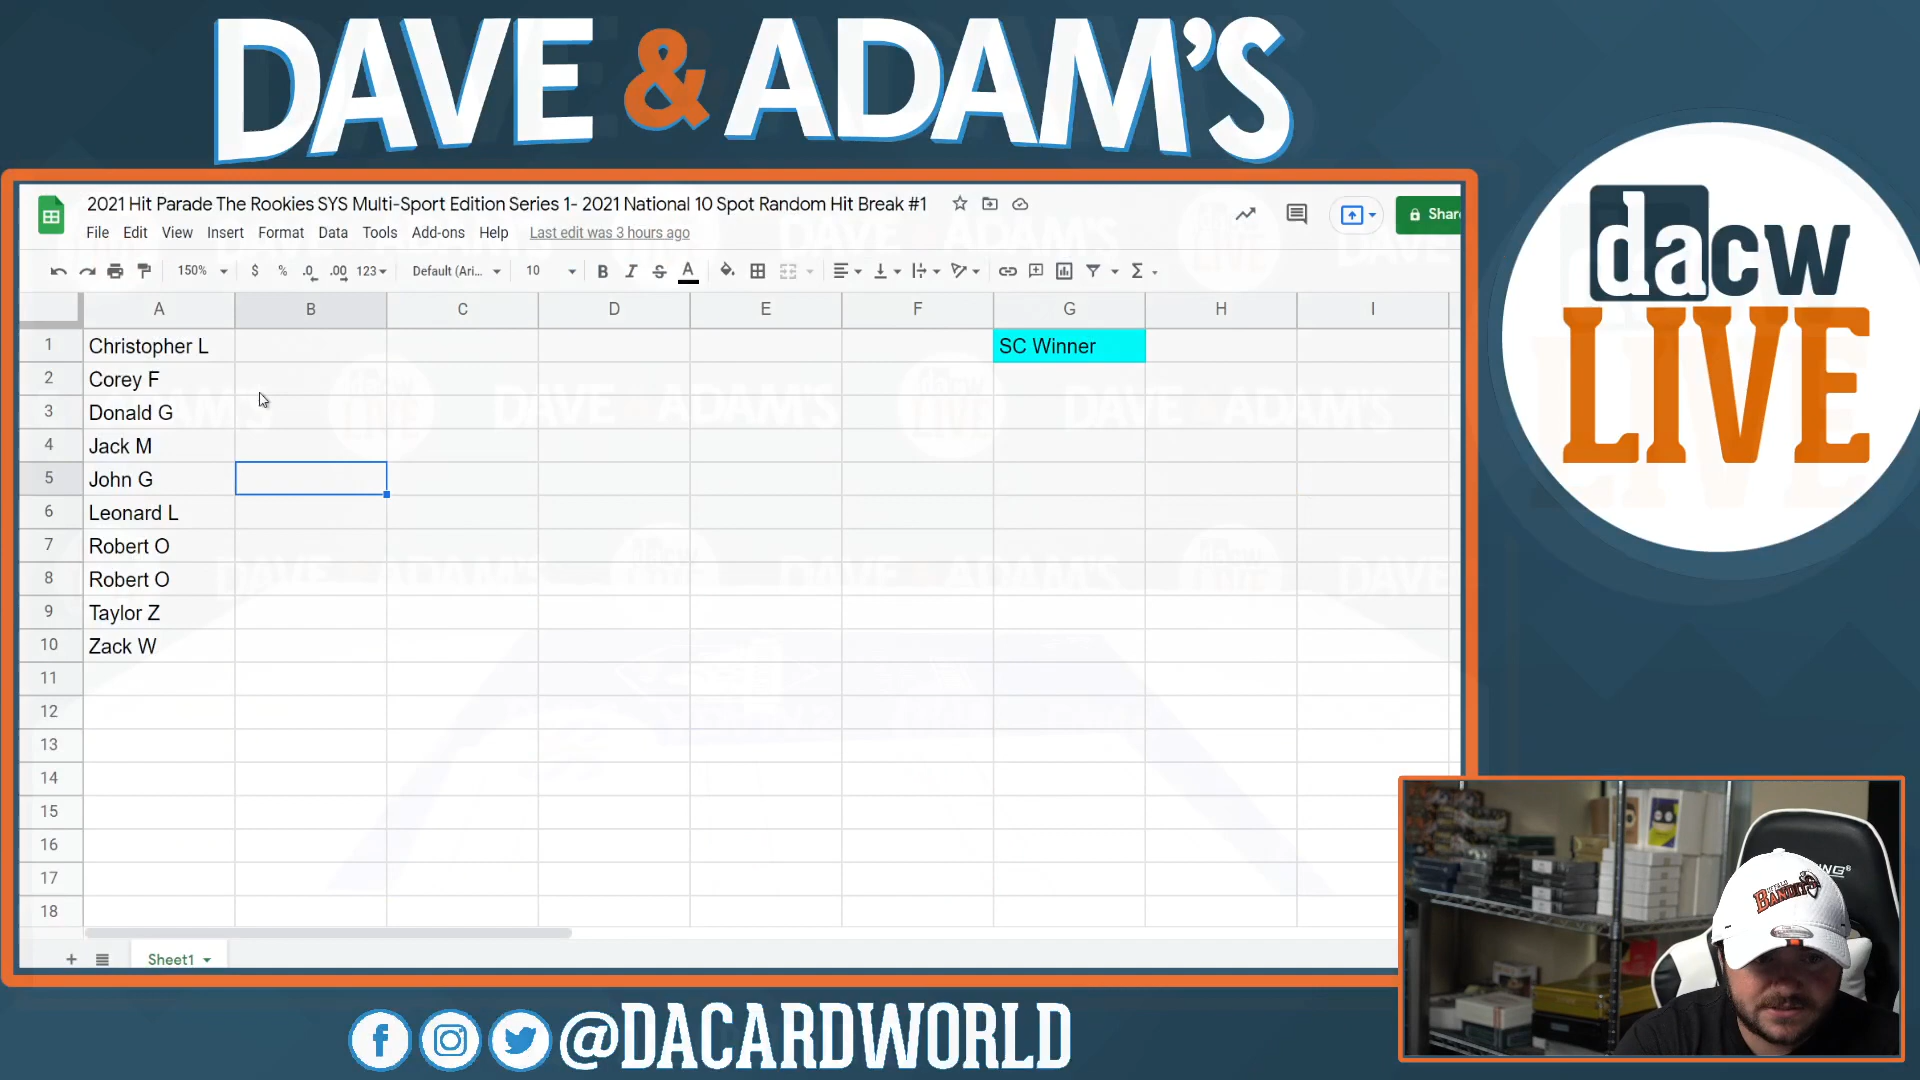 DAVE & ADAM'S
2021 Hit Parade The Rookies SYS Multi-Sport Edition Series 1- 2021 National 10 Spot Random Hit Break #1
File Edit View Insert Format Data Tools Add-ons Help Last edit was 3 hours ago
Share
150% $ % .0 .00 123 Default (Ari... 10 B I S A
A B C D E F G H I
1 Christopher L SC Winner
2 Corey F
3 Donald G
4 Jack M
5 John G
6 Leonard L
7 Robert O
8 Robert O
9 Taylor Z
10 Zack W
11
12
13
14
15
16
17
18
+ Sheet1
dacw
LIVE
BANDITS
@DACARDWORLD